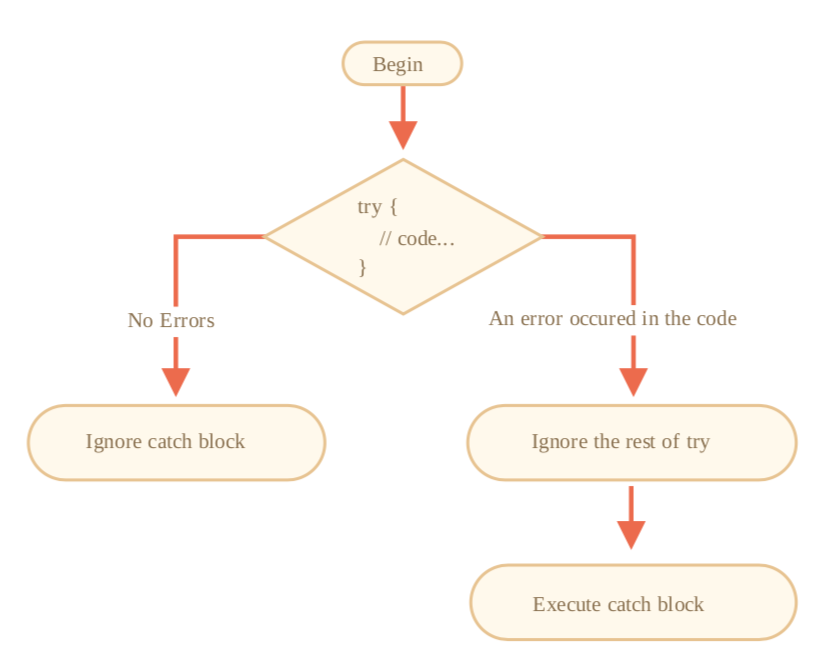 Begin
try {
// code...
}
No Errors
An error occured in the code
Ignore catch block
Ignore the rest of try
Execute catch block